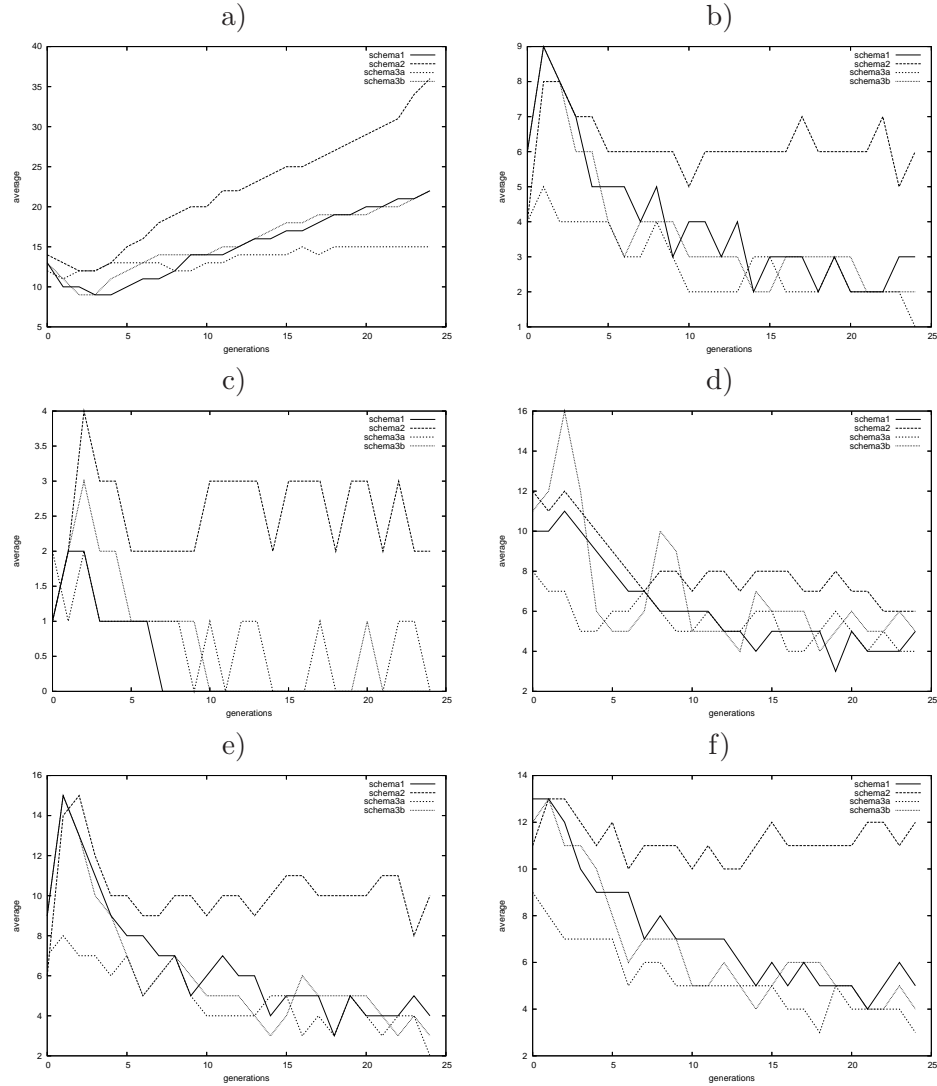 a)
40
35
30
25
20
15
10
5
0 5 10 15 20 25
average
generations
schema1
schema2
schema3a
schema3b
b)
9
8
7
6
5
4
3
2
1
0 5 10 15 20 25
average
generations
schema1
schema2
schema3a
schema3b
c)
4
3.5
3
2.5
2
1.5
1
0.5
0
0 5 10 15 20 25
average
generations
schema1
schema2
schema3a
schema3b
d)
16
14
12
10
8
6
4
2
0 5 10 15 20 25
average
generations
schema1
schema2
schema3a
schema3b
e)
16
14
12
10
8
6
4
2
0 5 10 15 20 25
average
generations
schema1
schema2
schema3a
schema3b
f)
14
12
10
8
6
4
2
0 5 10 15 20 25
average
generations
schema1
schema2
schema3a
schema3b